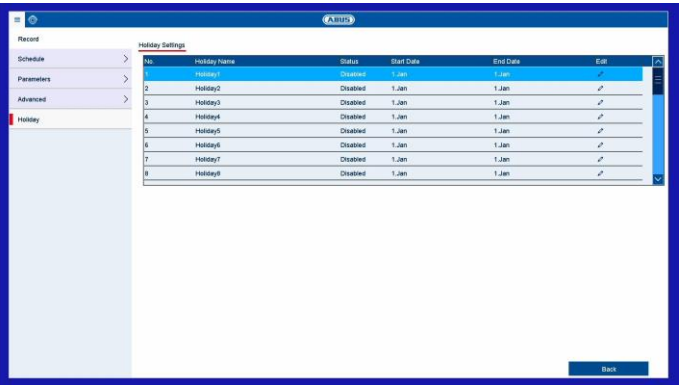 ABUS
Record
Schedule
Parameters
Advanced
Holiday
Holiday Settings
No. Holiday Name Status Start Date End Date Edit
1 Holiday1 Disabled 1.Jan 1.Jan
2 Holiday2 Disabled 1.Jan 1.Jan
3 Holiday3 Disabled 1.Jan 1.Jan
4 Holiday4 Disabled 1.Jan 1.Jan
5 Holiday5 Disabled 1.Jan 1.Jan
6 Holiday6 Disabled 1.Jan 1.Jan
7 Holiday7 Disabled 1.Jan 1.Jan
8 Holiday8 Disabled 1.Jan 1.Jan
Back